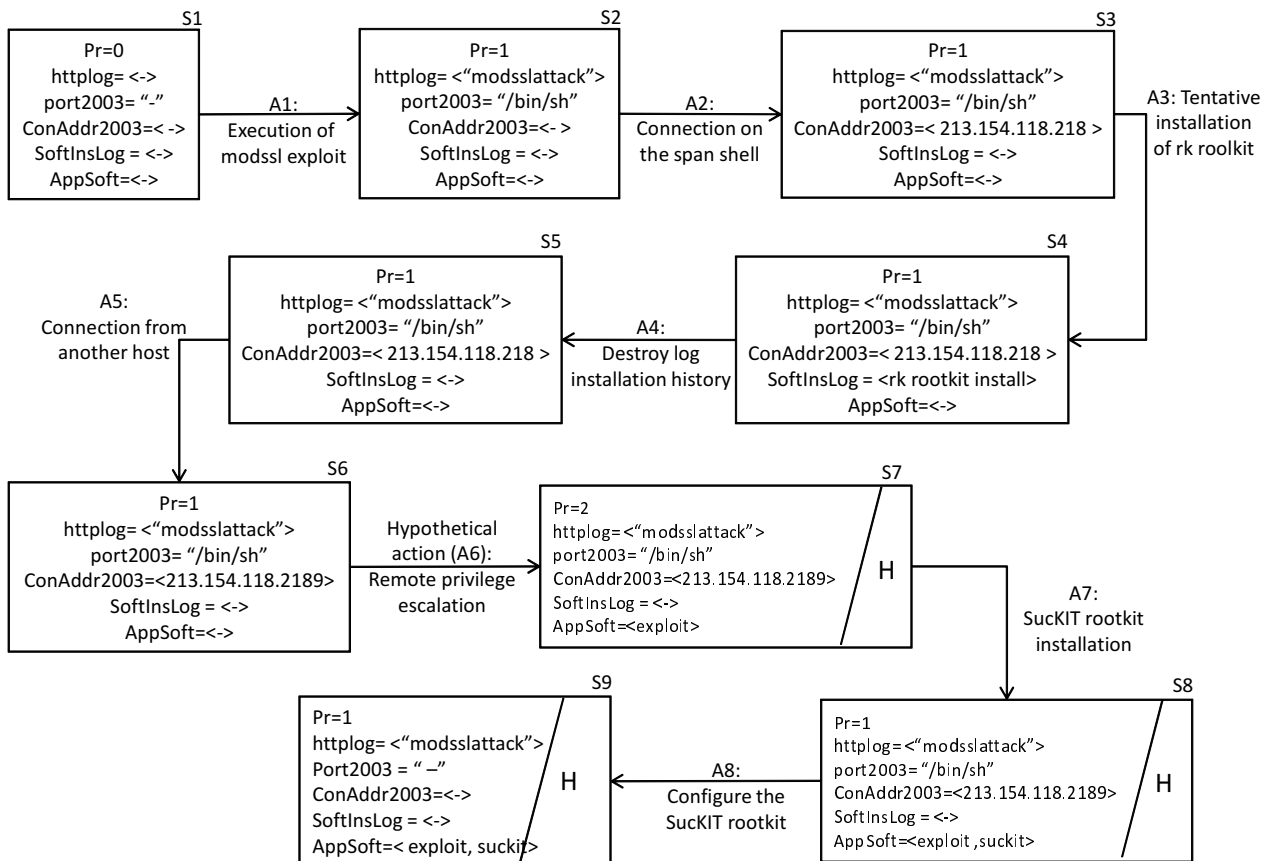 S1
Pr=0
httplog= <->
port2003= “-”
ConAddr2003=< ->
SoftInsLog = <->
AppSoft=<->
A1:
Execution of
modssl exploit
S2
Pr=1
httplog= <“modsslattack”>
port2003= “/bin/sh”
ConAddr2003=<- >
SoftInsLog = <->
AppSoft=<->
A2:
Connection on
the span shell
S3
Pr=1
httplog= <“modsslattack”>
port2003= “/bin/sh”
ConAddr2003=< 213.154.118.218 >
SoftInsLog = <->
AppSoft=<->
A3: Tentative
installation
of rk roolkit
S4
Pr=1
httplog= <“modsslattack”>
port2003= “/bin/sh”
ConAddr2003=< 213.154.118.218 >
SoftInsLog = <rk rootkit install>
AppSoft=<->
A4:
Destroy log
installation history
S5
Pr=1
httplog= <“modsslattack”>
port2003= “/bin/sh”
ConAddr2003=< 213.154.118.218 >
SoftInsLog = <->
AppSoft=<->
A5:
Connection from
another host
S6
Pr=1
httplog= <“modsslattack”>
port2003= “/bin/sh”
ConAddr2003=<213.154.118.2189>
SoftInsLog = <->
AppSoft=<->
Hypothetical
action (A6):
Remote privilege
escalation
S7
Pr=2
httplog= <“modsslattack”>
port2003= “/bin/sh”
ConAddr2003=<213.154.118.2189>
SoftInsLog = <->
AppSoft=<exploit>
H
A7:
SucKIT rootkit
installation
S8
Pr=1
httplog= <“modsslattack”>
port2003= “/bin/sh”
ConAddr2003=<213.154.118.2189>
SoftInsLog = <->
AppSoft=<exploit ,suckit>
H
A8:
Configure the
SucKIT rootkit
S9
Pr=1
httplog= <“modsslattack”>
Port2003 = “ –”
ConAddr2003=<->
SoftInsLog = <->
AppSoft=< exploit, suckit>
H